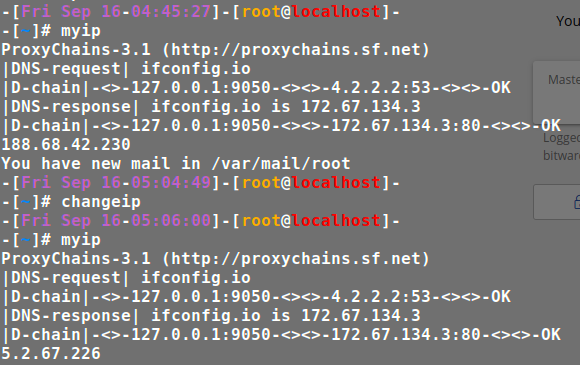 -[Fri Sep 16-04:45:27]-[root@localhost]-
-[~]# myip
ProxyChains-3.1 (http://proxychains.sf.net)
|DNS-request| ifconfig.io
|D-chain|-<>-127.0.0.1:9050-<><>-4.2.2.2:53-<><>-OK
|DNS-response| ifconfig.io is 172.67.134.3
|D-chain|-<>-127.0.0.1:9050-<><>-172.67.134.3:80-<><>-OK
188.68.42.230
You have new mail in /var/mail/root
-[Fri Sep 16-05:04:49]-[root@localhost]-
-[~]# changeip
-[Fri Sep 16-05:06:00]-[root@localhost]-
-[~]# myip
ProxyChains-3.1 (http://proxychains.sf.net)
|DNS-request| ifconfig.io
|D-chain|-<>-127.0.0.1:9050-<><>-4.2.2.2:53-<><>-OK
|DNS-response| ifconfig.io is 172.67.134.3
|D-chain|-<>-127.0.0.1:9050-<><>-172.67.134.3:80-<><>-OK
5.2.67.226
You
Maste
Logged
bitware